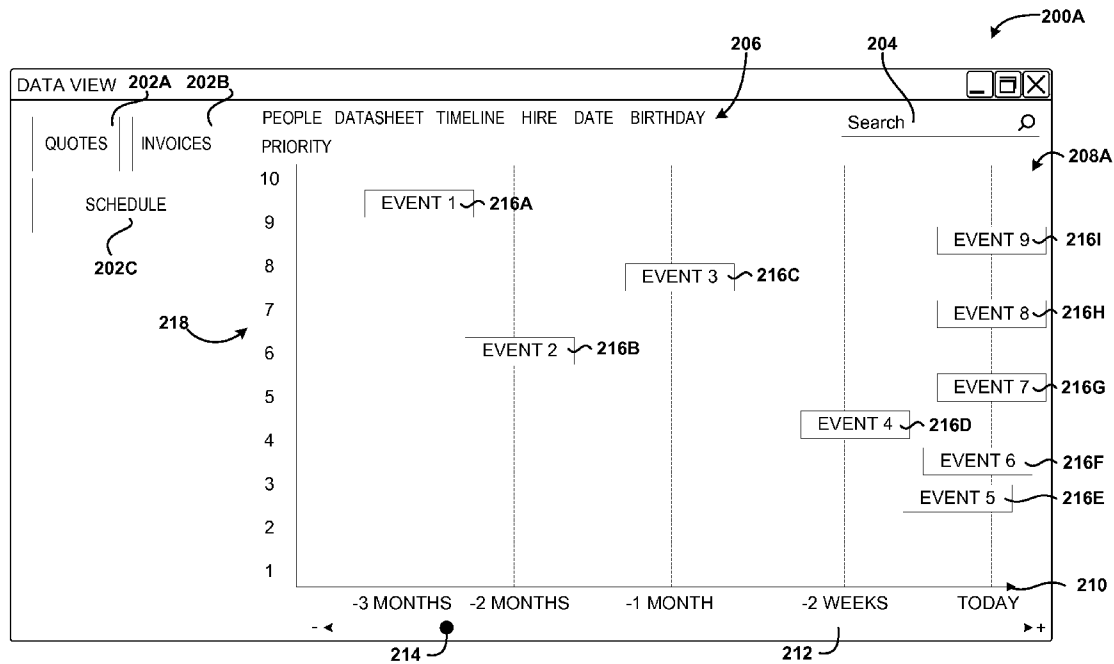 200A
206 204
DATA VIEW 202A 202B
PEOPLE DATASHEET TIMELINE HIRE DATE BIRTHDAY
Search
QUOTES INVOICES
PRIORITY
208A
10
EVENT 1 216A
SCHEDULE
9
EVENT 9 216I
202C
8
EVENT 3 216C
7
EVENT 8 216H
218
6
EVENT 2 216B
EVENT 7 216G
5
EVENT 4 216D
4
EVENT 6 216F
3
EVENT 5 216E
2
1
210
-3 MONTHS -2 MONTHS -1 MONTH -2 WEEKS TODAY
- +
214 212